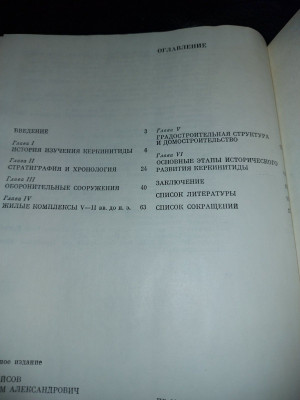 ОГЛАВЛЕНИЕ
ВВЕДЕНИЕ 3
Глава I
ИСТОРИЯ ИЗУЧЕНИЯ КЕРКИНИТИДЫ 8
Глава II
СТРАТИГРАФИЯ И ХРОНОЛОГИЯ 24
Глава III
ОБОРОНИТЕЛЬНЫЕ СООРУЖЕНИЯ 40
Глава IV
ЖИЛЫЕ КОМПЛЕКСЫ V—II вв. до н. э. 63
Глава V
ГРАДОСТРОИТЕЛЬНАЯ СТРУКТУРА
И ДОМОСТРОИТЕЛЬСТВО
Глава VI
ОСНОВНЫЕ ЭТАПЫ ИСТОРИЧЕСКОГО
РАЗВИТИЯ КЕРКИНИТИДЫ
ЗАКЛЮЧЕНИЕ
СПИСОК ЛИТЕРАТУРЫ
СПИСОК СОКРАЩЕНИЙ
ное издание
АЛЕКСАНДРОВИЧ